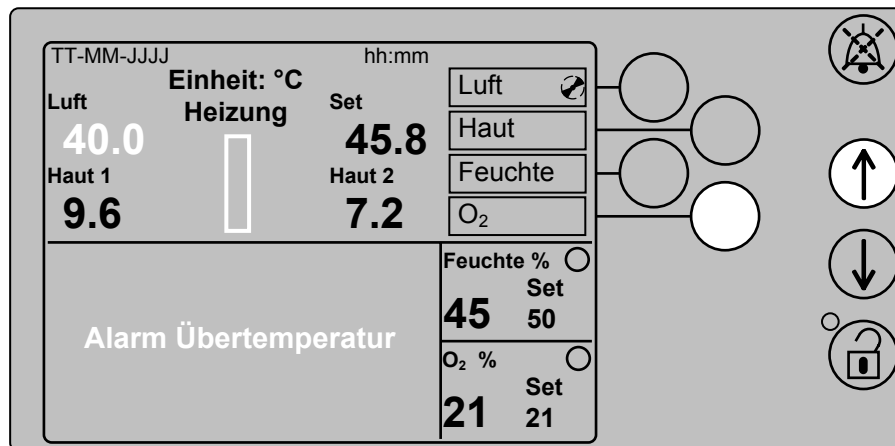 TT-MM-JJJJ hh:mm
Einheit: °C
Heizung
Luft
40.0
Set
45.8
Haut 1
9.6
Haut 2
7.2
Luft
Haut
Feuchte
O₂
Alarm Übertemperatur
Feuchte %
Set
45 50
O₂ %
Set
21 21